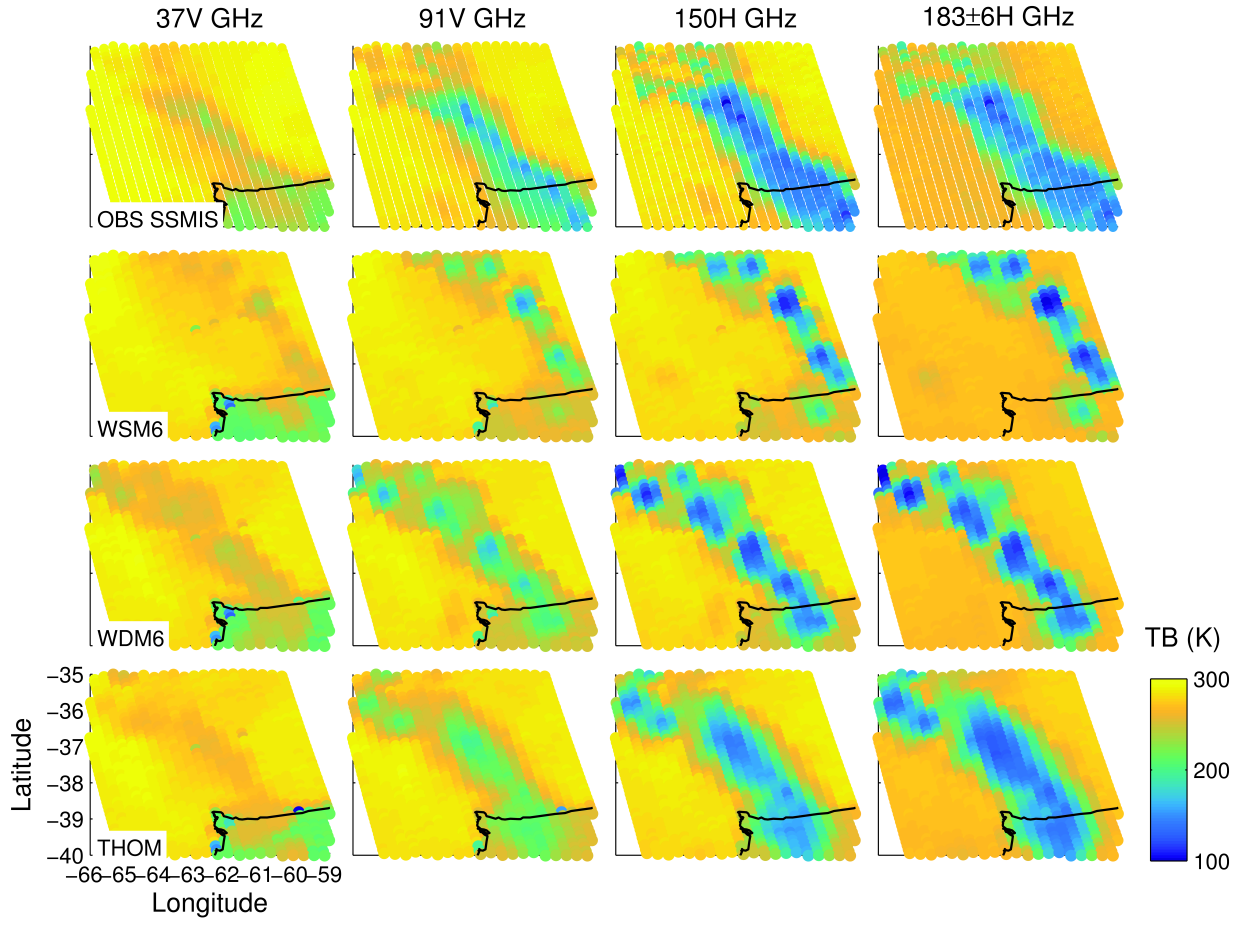 37V GHz 91V GHz 150H GHz 183±6H GHz
OBS SSMIS
WSM6
WDM6
TB (K)
300
200
100
THOM
−35
−36
−37
−38
−39
−40
Latitude
−66 −65 −64 −63 −62 −61 −60 −59
Longitude